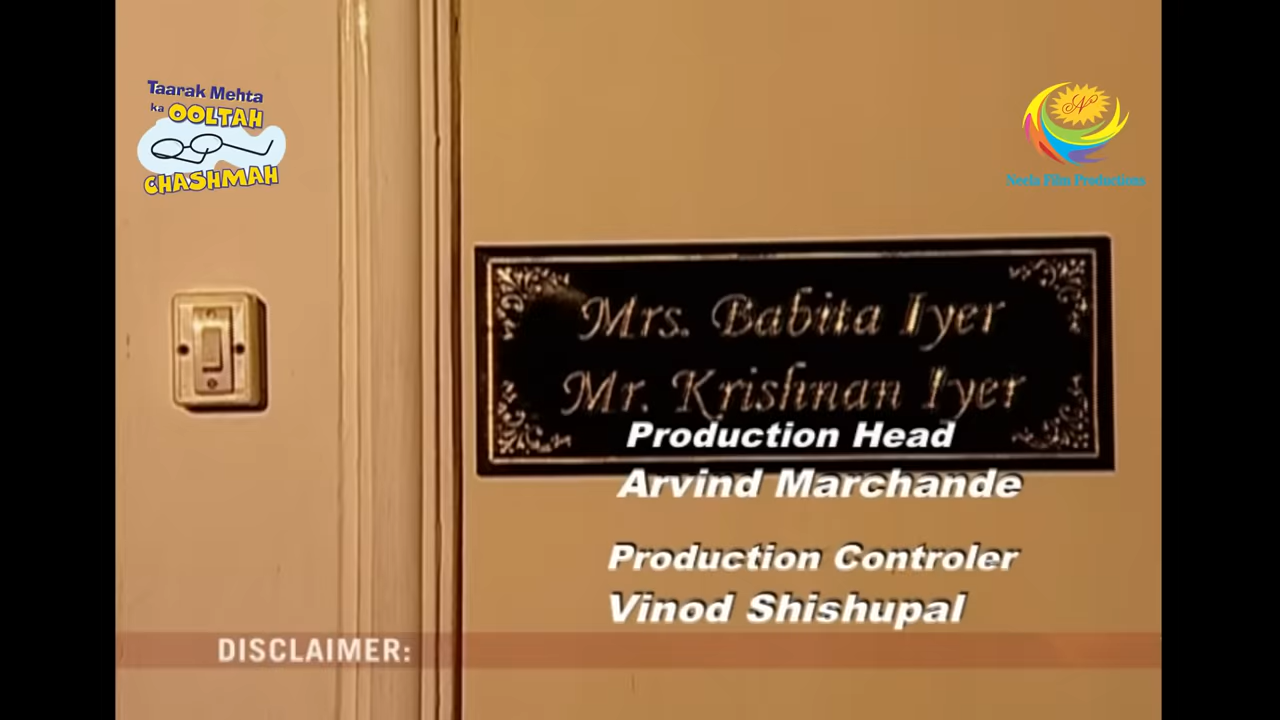 Taarak Mehta
ka OOLTAH
CHASHMAH
Neela Film Productions
Mrs. Babita Iyer
Mr. Krishnan Iyer
Production Head
Arvind Marchande
Production Controler
Vinod Shishupal
DISCLAIMER: